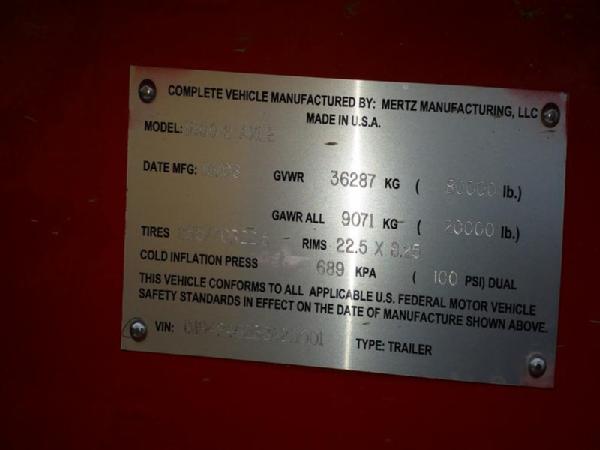 COMPLETE VEHICLE MANUFACTURED BY: MERTZ MANUFACTURING, LLC
MADE IN U.S.A.
MODEL:
DATE MFG: GVWR 36287 KG ( 80000 lb.)
GAWR ALL 9071 KG ( 20000 lb.)
TIRES RIMS 22.5 X 8.25
COLD INFLATION PRESS 689 KPA ( 100 PSI) DUAL
THIS VEHICLE CONFORMS TO ALL APPLICABLE U.S. FEDERAL MOTOR VEHICLE
SAFETY STANDARDS IN EFFECT ON THE DATE OF MANUFACTURE SHOWN ABOVE.
VIN: TYPE: TRAILER